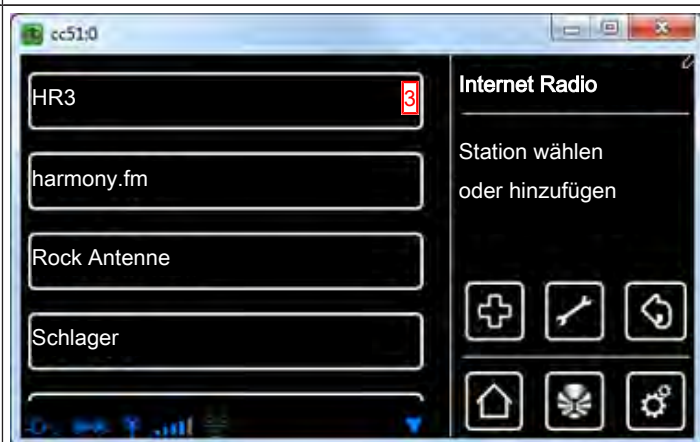 cc51:0
HR3
3
harmony.fm
Rock Antenne
Schlager
Internet Radio
Station wählen
oder hinzufügen